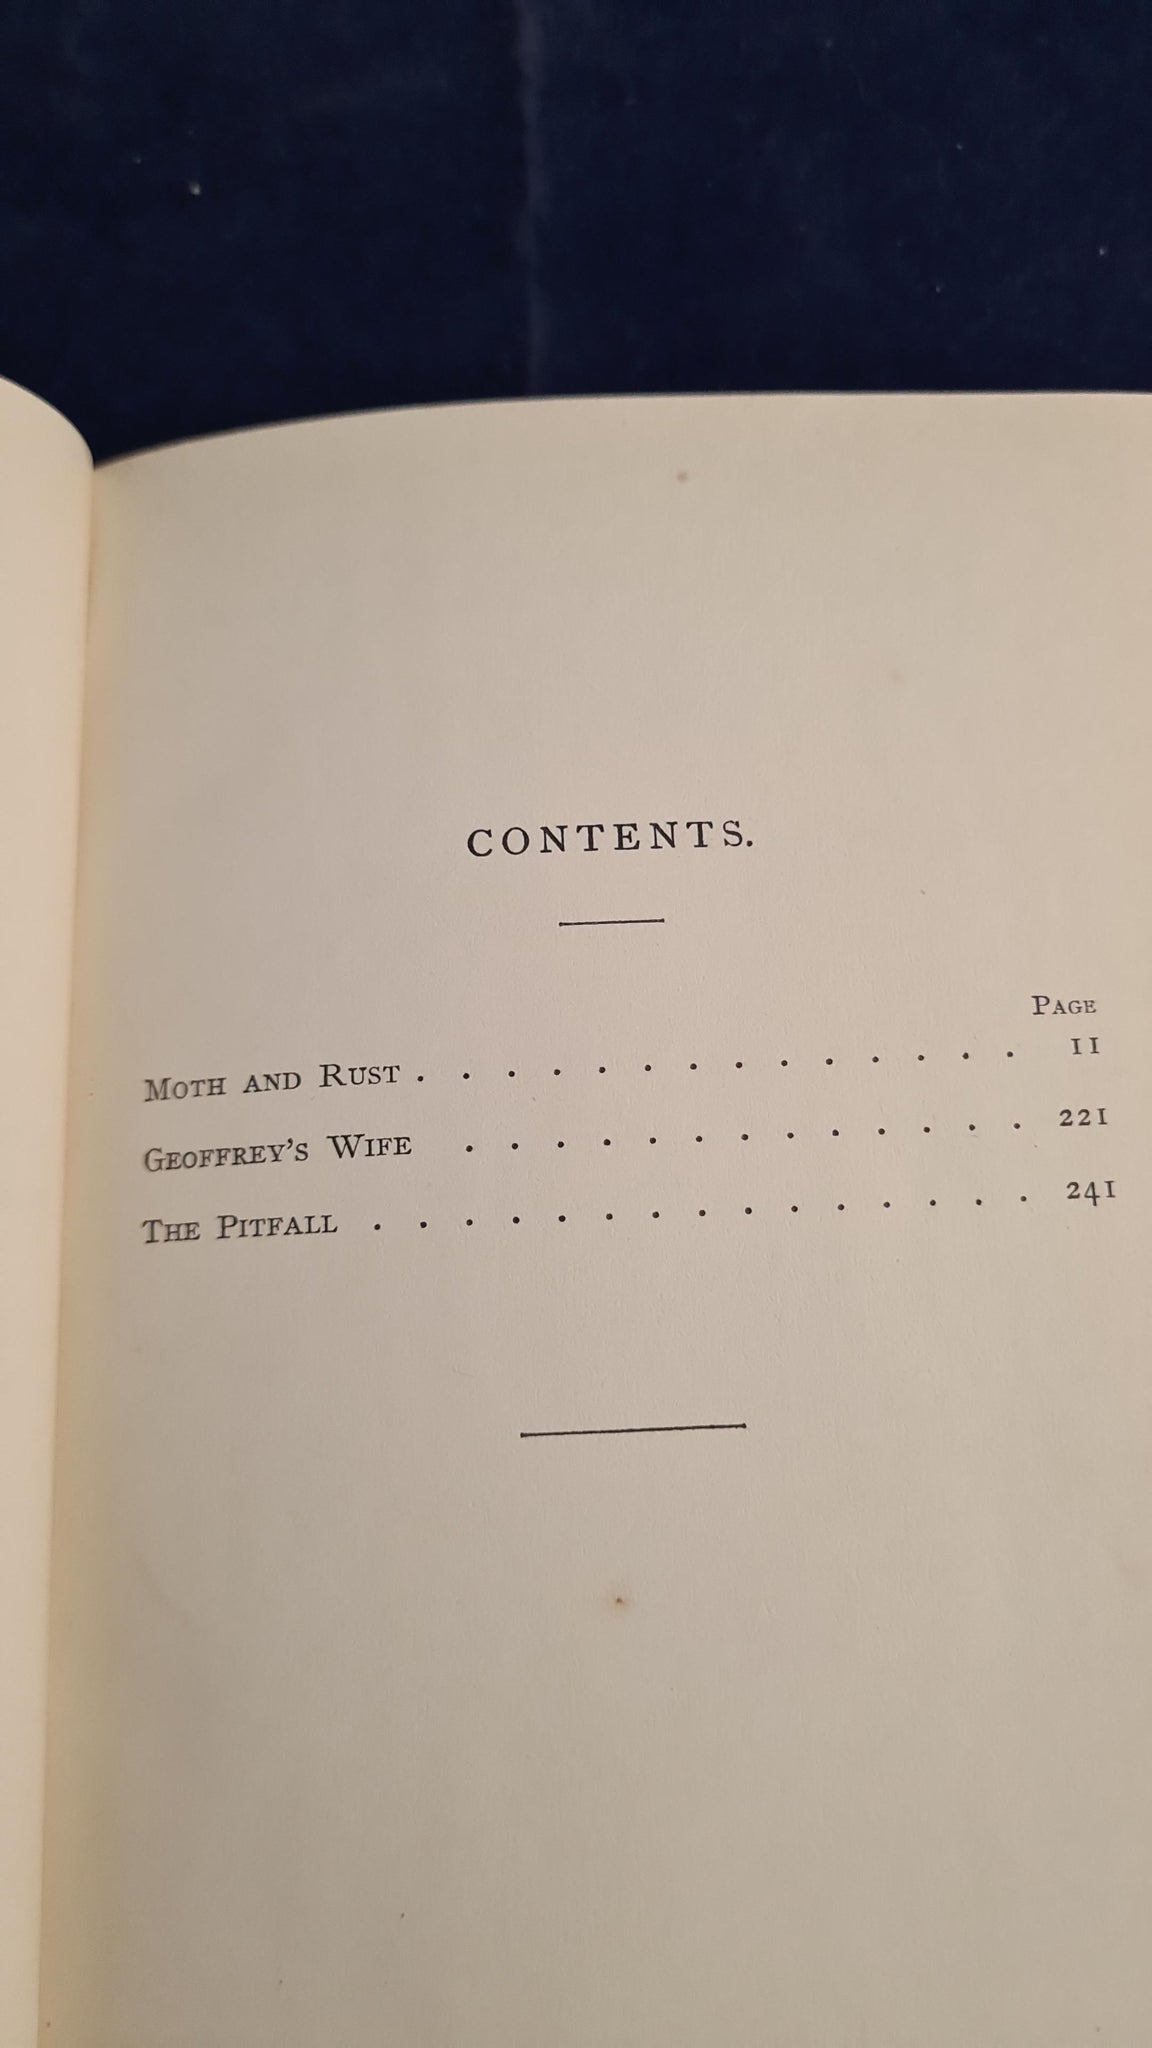 CONTENTS.
PAGE
MOTH AND RUST . . . . . . . . . . . . . . 11
GEOFFREY'S WIFE . . . . . . . . . . . . . 221
THE PITFALL . . . . . . . . . . . . . . . 241